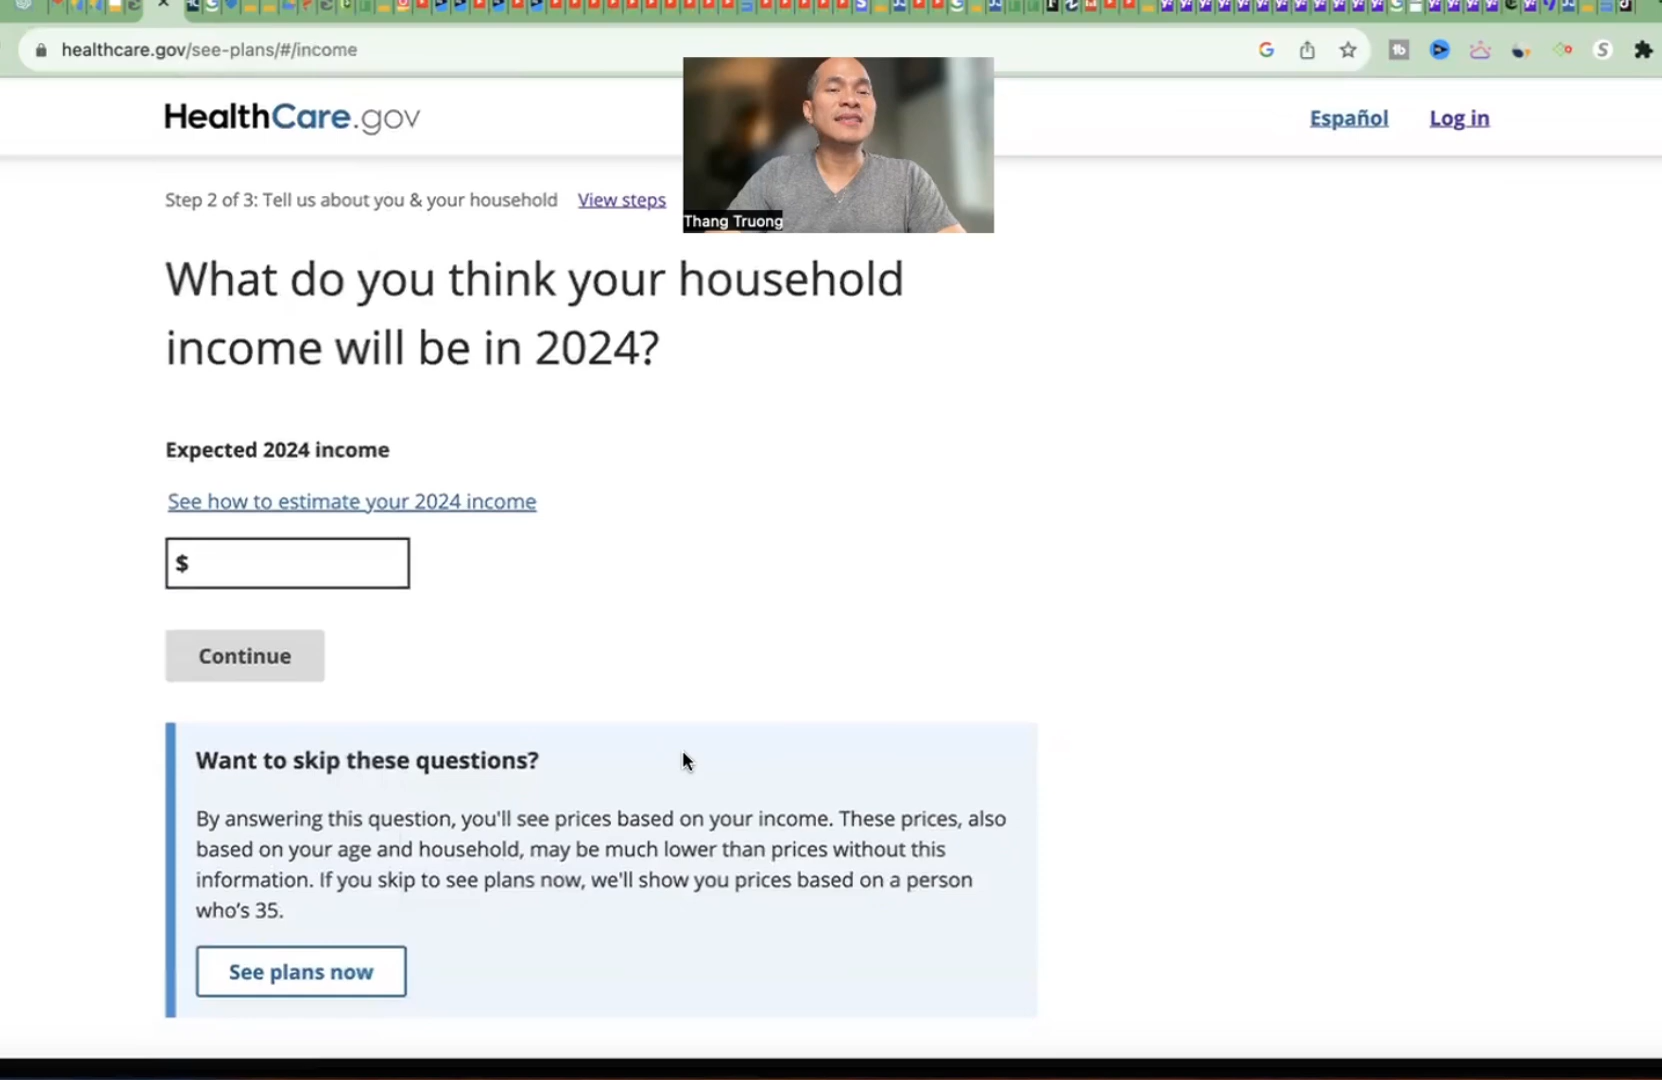 healthcare.gov/see-plans/#/income
HealthCare.gov
Español
Log in
Thang Truong
Step 2 of 3: Tell us about you & your household View steps
What do you think your household
income will be in 2024?
Expected 2024 income
See how to estimate your 2024 income
$
Continue
Want to skip these questions?
By answering this question, you'll see prices based on your income. These prices, also
based on your age and household, may be much lower than prices without this
information. If you skip to see plans now, we'll show you prices based on a person
who’s 35.
See plans now